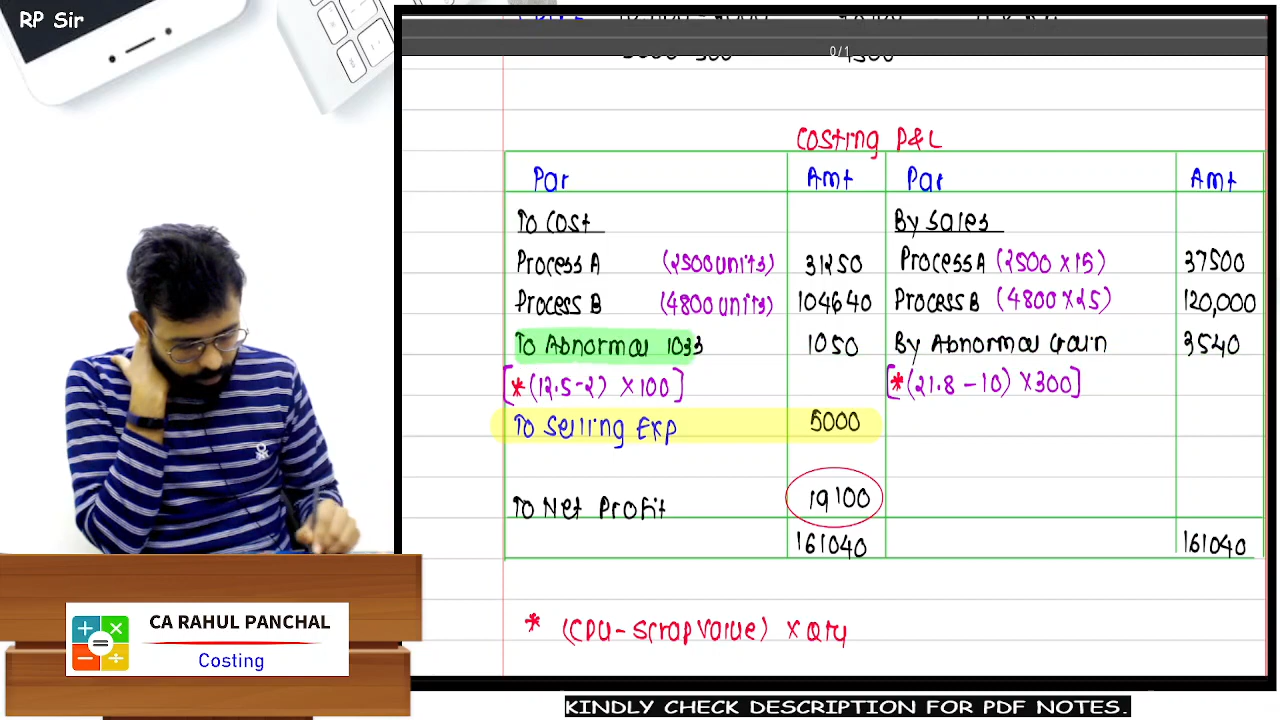 RP Sir
0/1
Costing P&L
Par Amt Par Amt
To Cost By Sales
Process A (2500 units) 31250 Process A (2500 x 15) 37500
Process B (4800 units) 104640 Process B (4800 x 25) 120,000
To Abnormal loss 1050 By Abnormal Gain 3540
[*(12.5-2) x 100] [*(21.8 - 10) x 300]
To Selling Exp 5000
To Net Profit 19100
161040 161040
* (CPU - Scrap Value) x Qty
CA RAHUL PANCHAL
Costing
KINDLY CHECK DESCRIPTION FOR PDF NOTES.